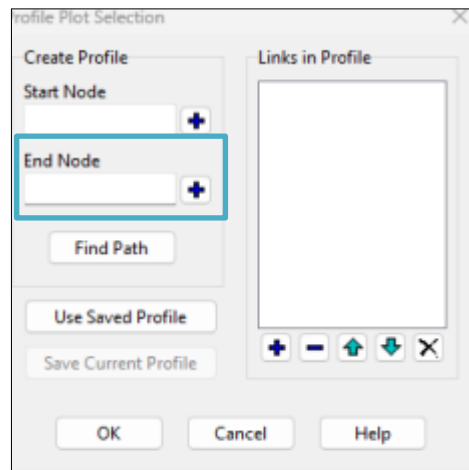 Profile Plot Selection
Create Profile
Start Node
End Node
Find Path
Use Saved Profile
Save Current Profile
Links in Profile
OK
Cancel
Help